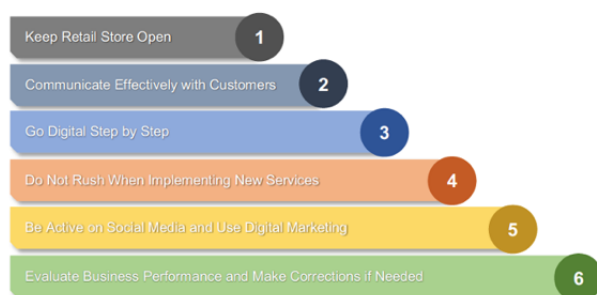 Keep Retail Store Open 1
Communicate Effectively with Customers 2
Go Digital Step by Step 3
Do Not Rush When Implementing New Services 4
Be Active on Social Media and Use Digital Marketing 5
Evaluate Business Performance and Make Corrections if Needed 6